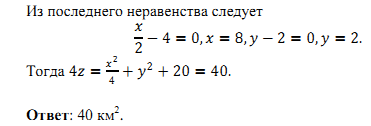 Из последнего неравенства следует
x/2 − 4 = 0, x = 8, y − 2 = 0, y = 2.
Тогда 4z = x²/4 + y² + 20 = 40.
Ответ: 40 км².